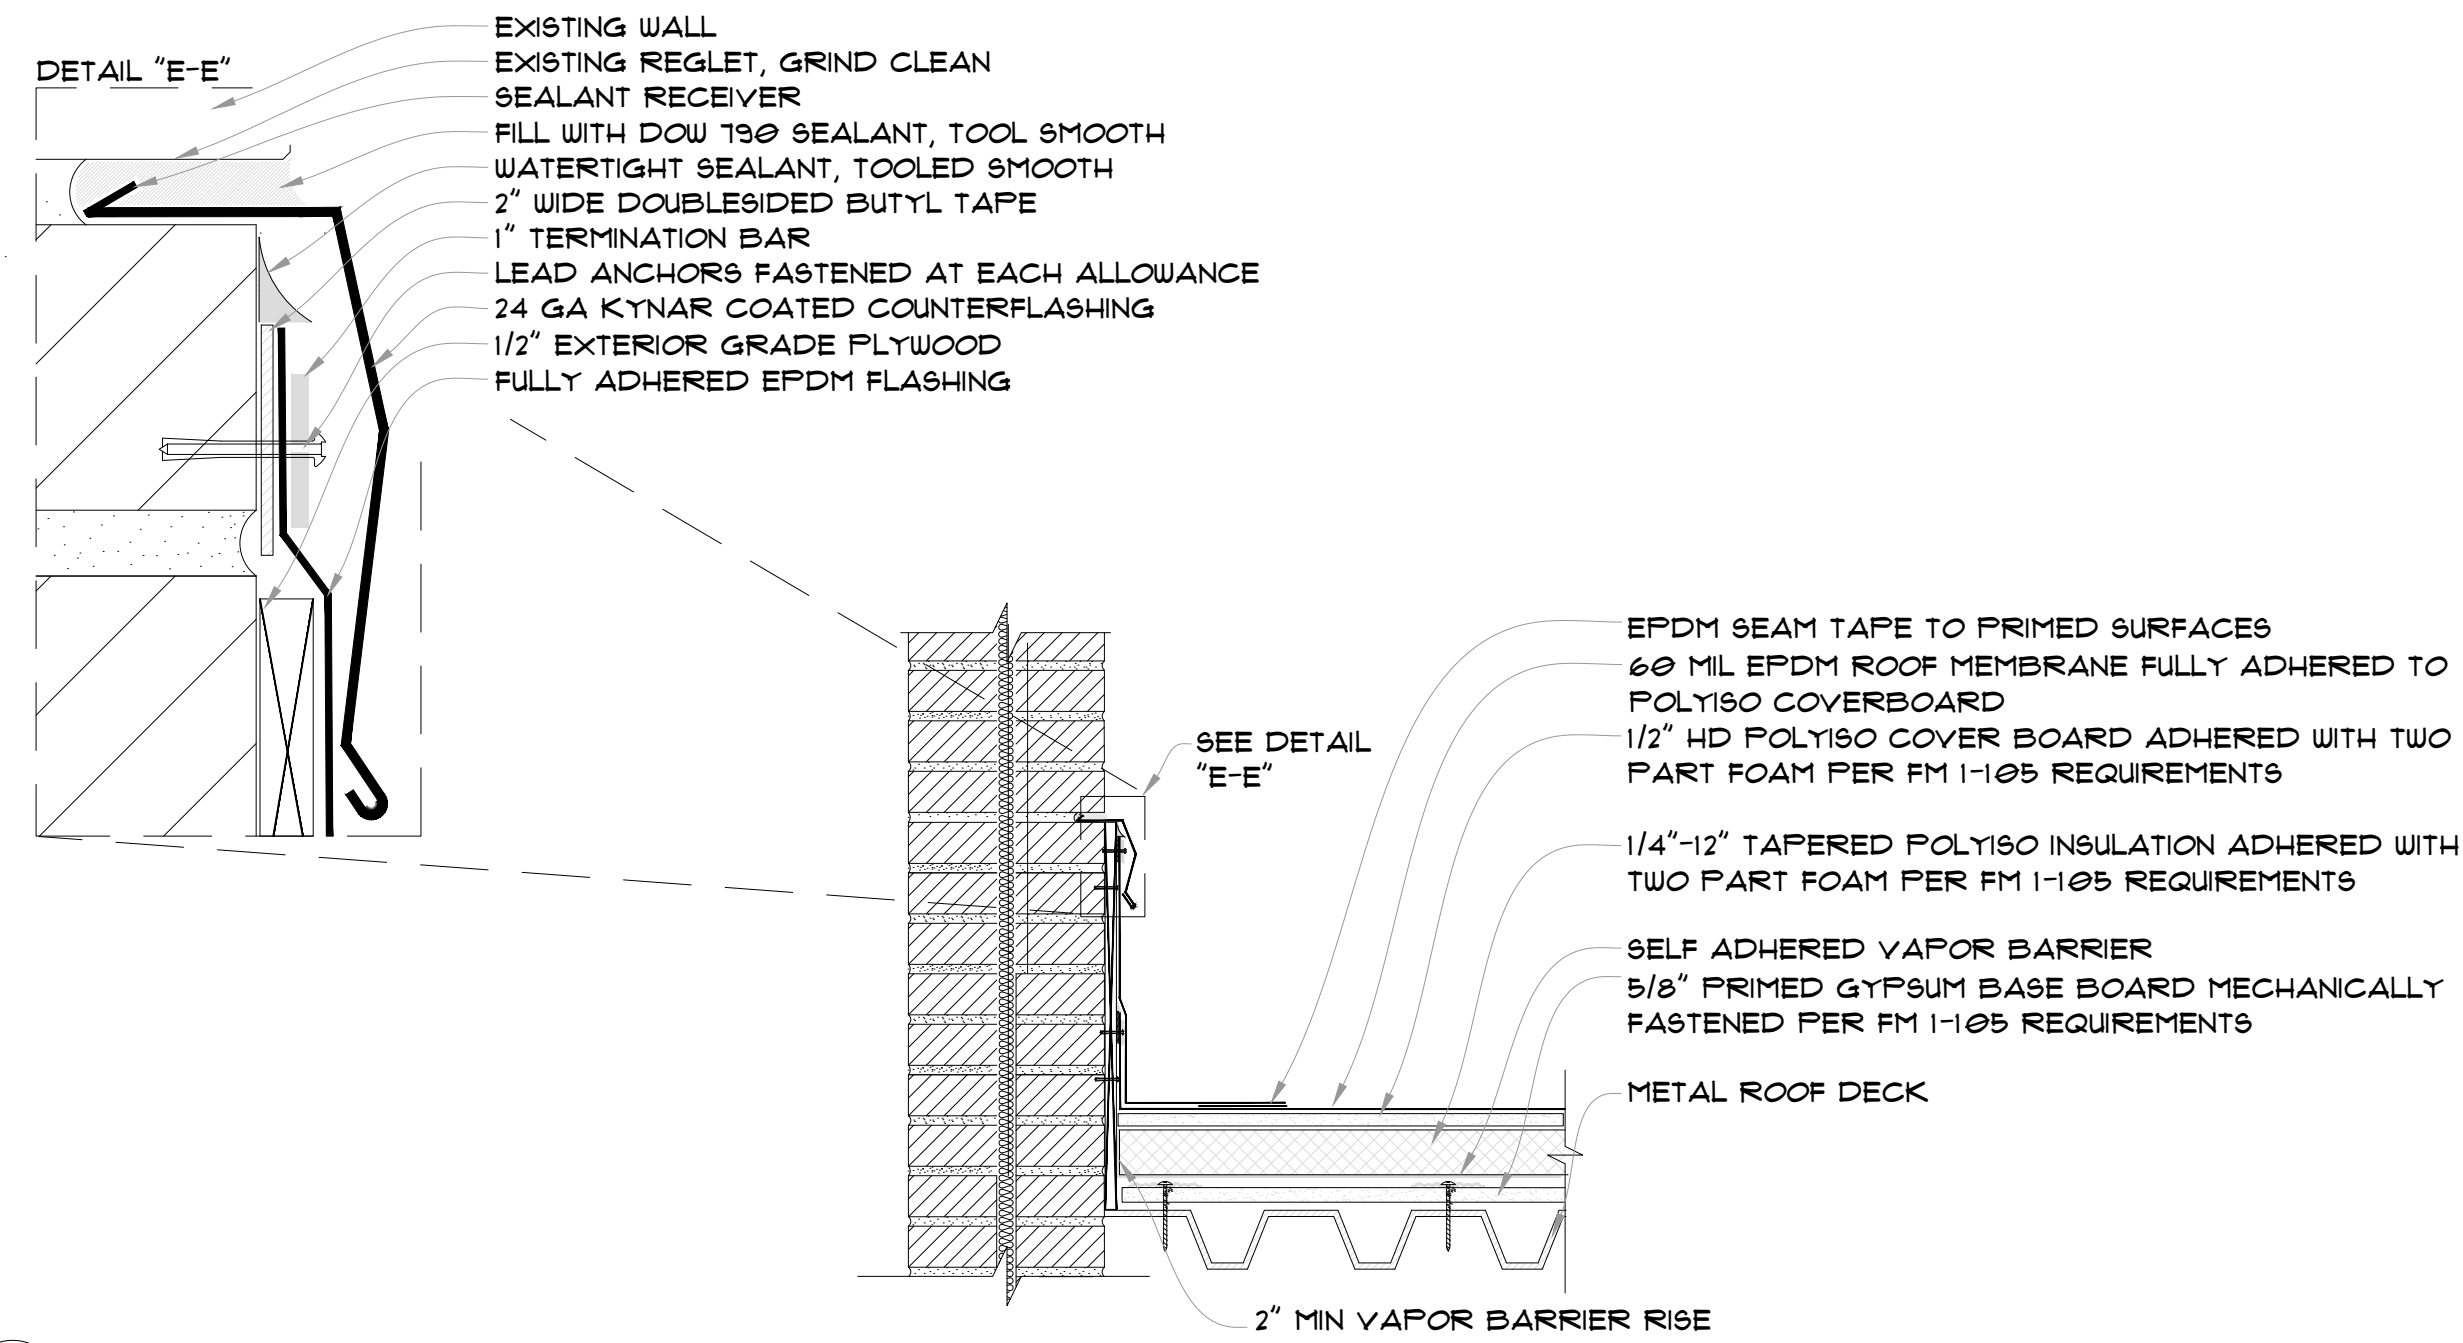 DETAIL "E-E"
EXISTING WALL
EXISTING REGLET, GRIND CLEAN
SEALANT RECEIVER
FILL WITH DOW 790 SEALANT, TOOL SMOOTH
WATERTIGHT SEALANT, TOOLED SMOOTH
2" WIDE DOUBLESIDED BUTYL TAPE
1" TERMINATION BAR
LEAD ANCHORS FASTENED AT EACH ALLOWANCE
24 GA KYNAR COATED COUNTERFLASHING
1/2" EXTERIOR GRADE PLYWOOD
FULLY ADHERED EPDM FLASHING
SEE DETAIL
"E-E"
EPDM SEAM TAPE TO PRIMED SURFACES
60 MIL EPDM ROOF MEMBRANE FULLY ADHERED TO
POLYISO COVERBOARD
1/2" HD POLYISO COVER BOARD ADHERED WITH TWO
PART FOAM PER FM 1-105 REQUIREMENTS
1/4"-12" TAPERED POLYISO INSULATION ADHERED WITH
TWO PART FOAM PER FM 1-105 REQUIREMENTS
SELF ADHERED VAPOR BARRIER
5/8" PRIMED GYPSUM BASE BOARD MECHANICALLY
FASTENED PER FM 1-105 REQUIREMENTS
METAL ROOF DECK
2" MIN VAPOR BARRIER RISE